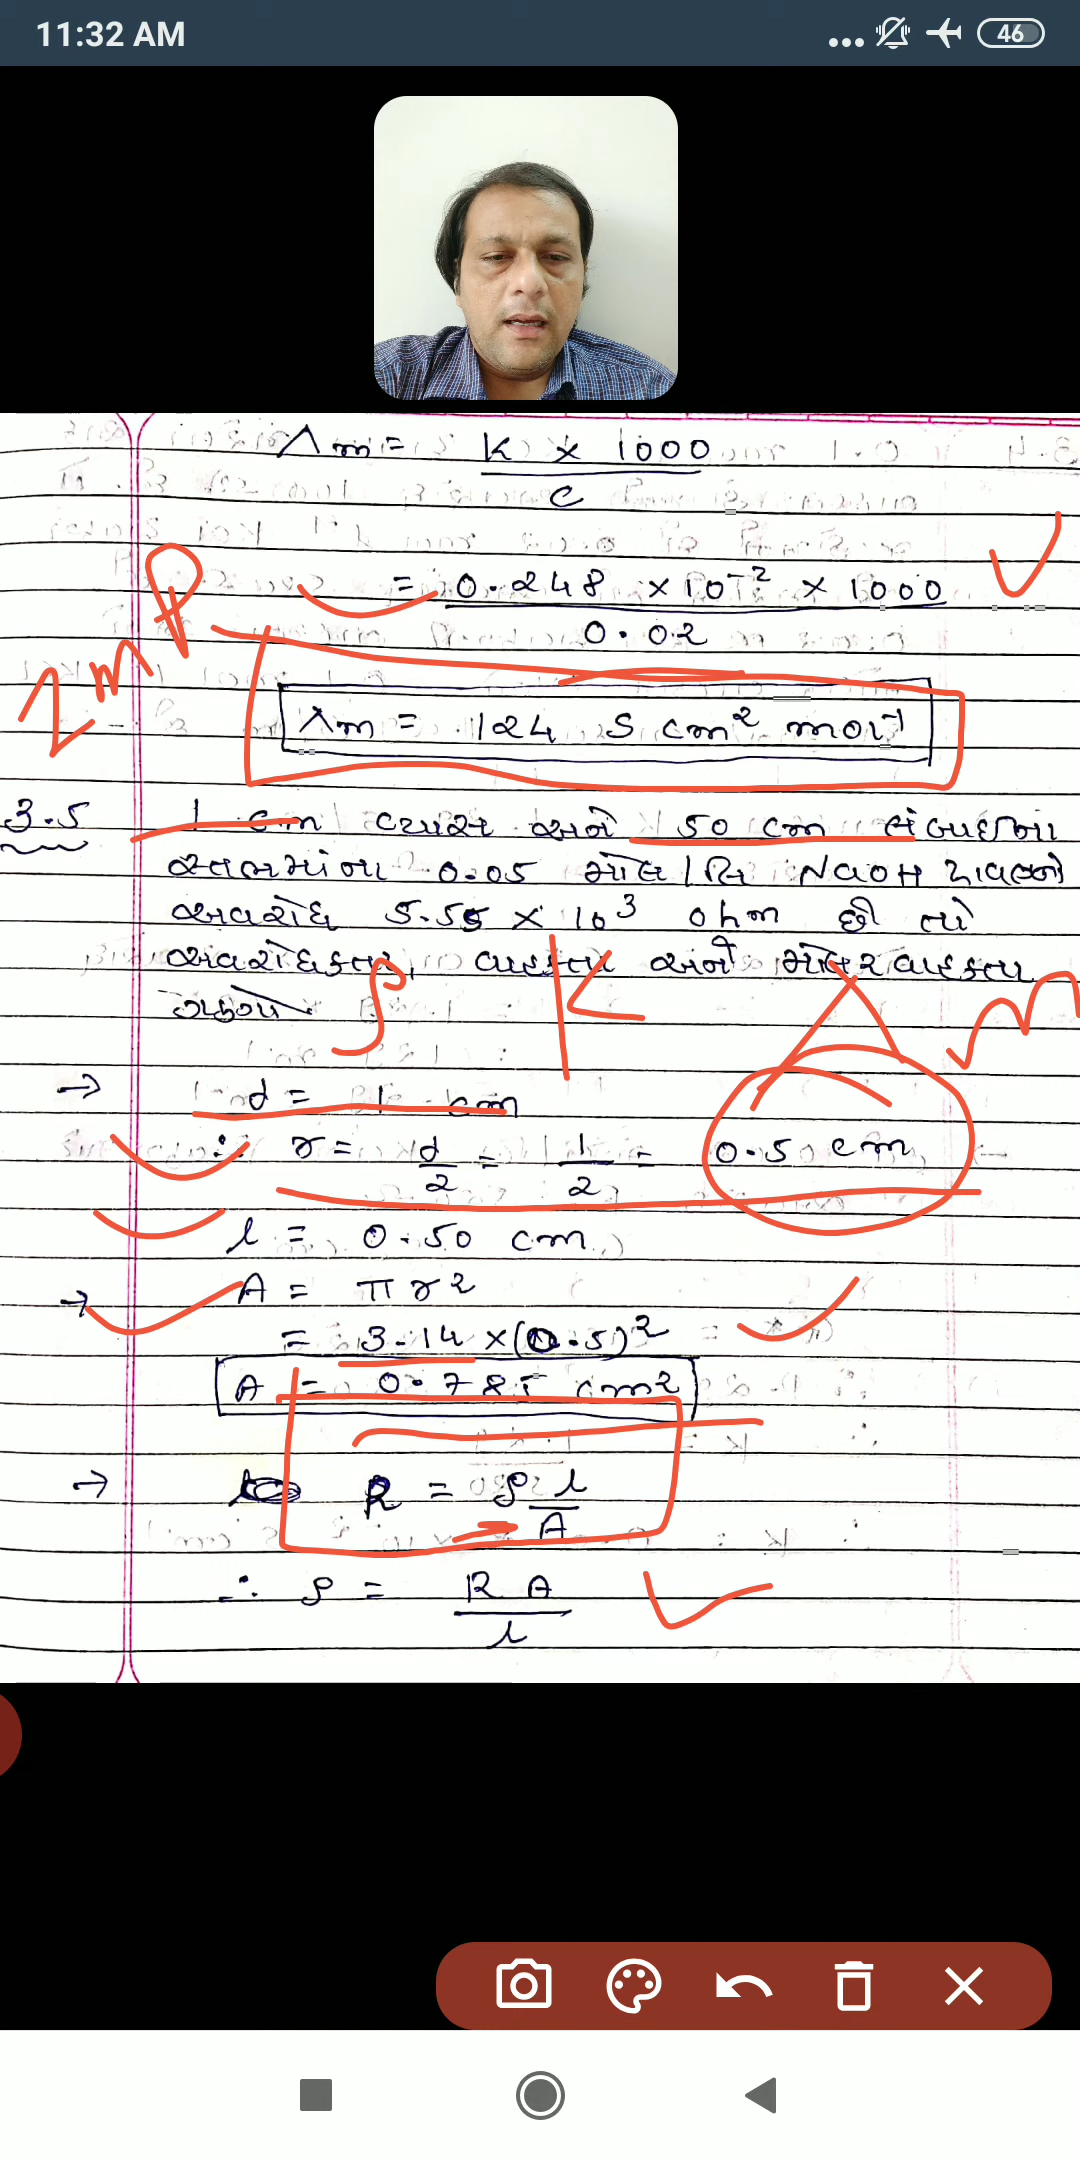 11:32 AM
46
Λm = K × 1000
c
= 0.248 × 10⁻² × 1000
0.02
2mP
Λm = 124 S cm² mol⁻¹
3.5 1 cm વ્યાસ અને 50 cm લંબાઈના
સ્તંભમાંના 0.05 મોલ/લિ NaOH દ્રાવણનો
અવરોધ 5.55 × 10³ ohm છે તો
અવરોધકતા, વાહકતા અને મોલર વાહકતા
ગણો
ρ K Λm
→ d = 1 cm
∴ r = d/2 = 1/2 = 0.50 cm
l = 0.50 cm
→ A = πr²
= 3.14 × (0.5)²
A = 0.785 cm²
→ R = ρ l/A
∴ ρ = R A
l